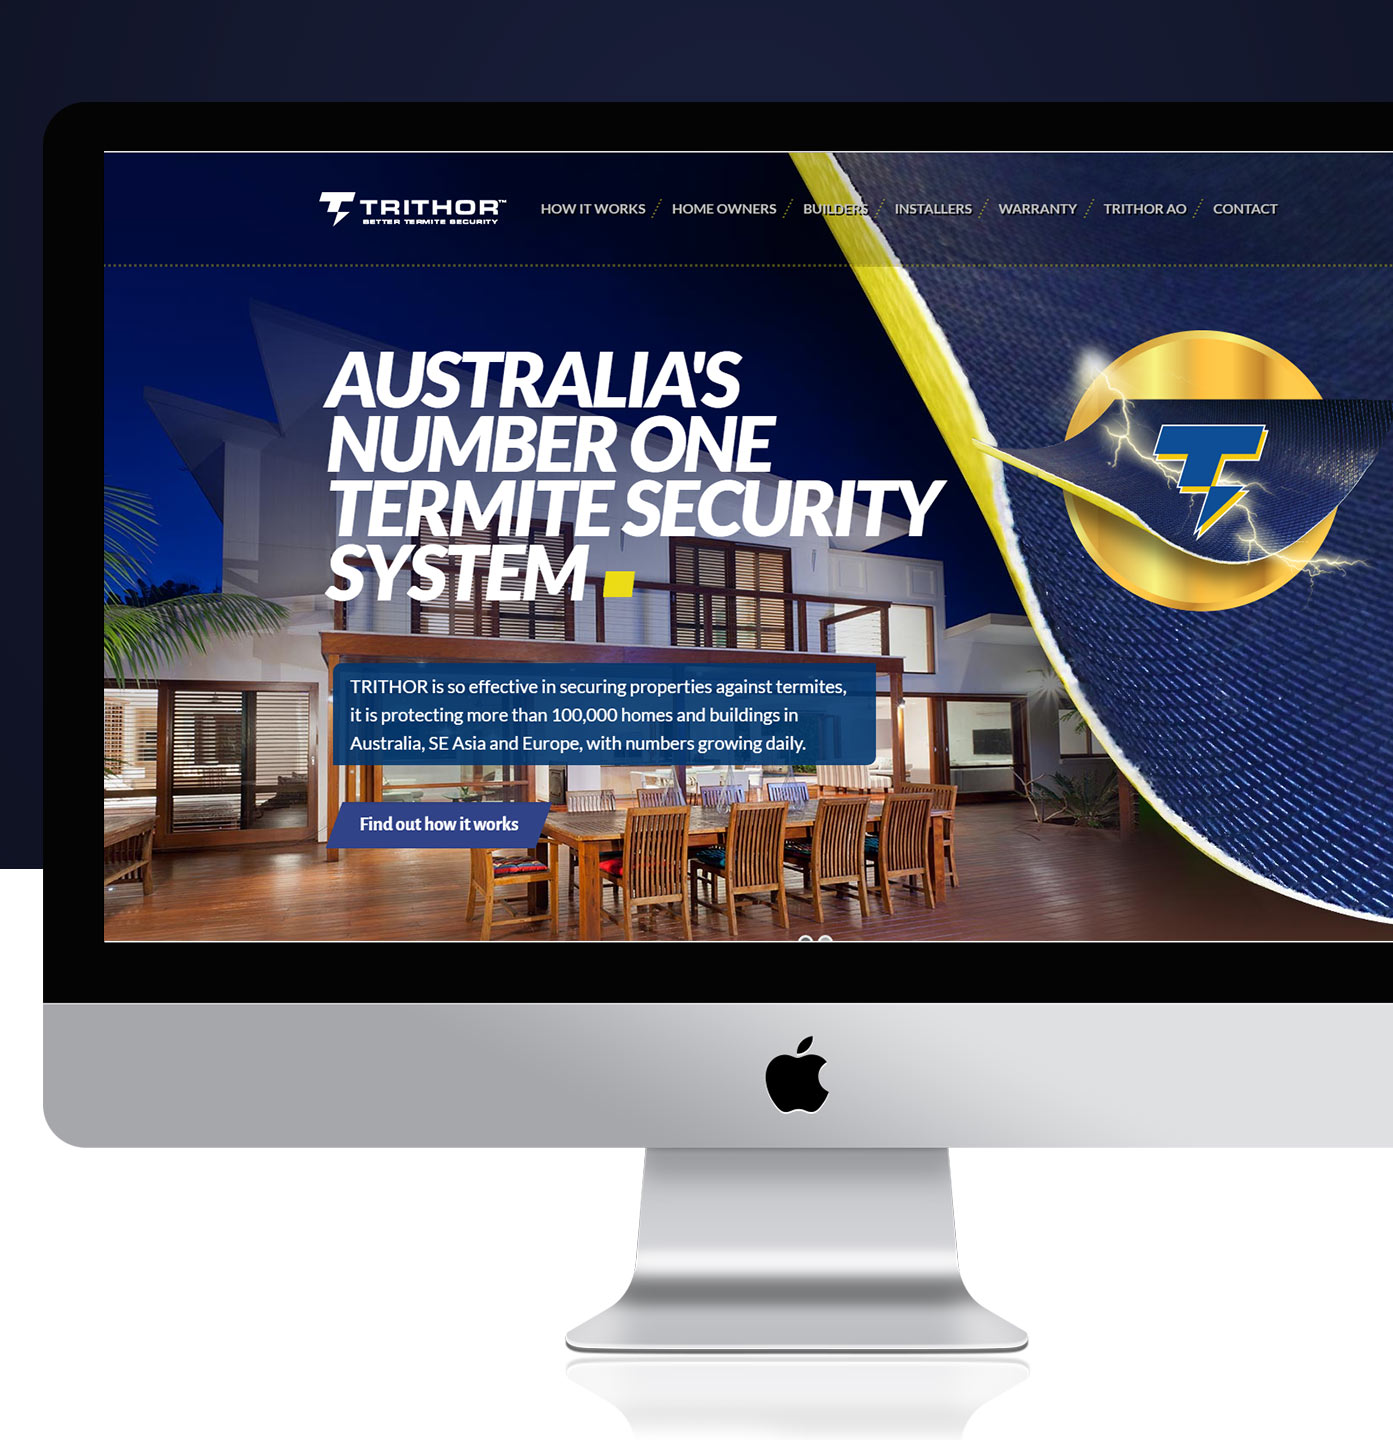 TRITHOR™
BETTER TERMITE SECURITY
HOW IT WORKS / HOME OWNERS / BUILDERS / INSTALLERS / WARRANTY / TRITHOR AO / CONTACT
AUSTRALIA'S
NUMBER ONE
TERMITE SECURITY
SYSTEM
T
TRITHOR is so effective in securing properties against termites,
it is protecting more than 100,000 homes and buildings in
Australia, SE Asia and Europe, with numbers growing daily.
Find out how it works